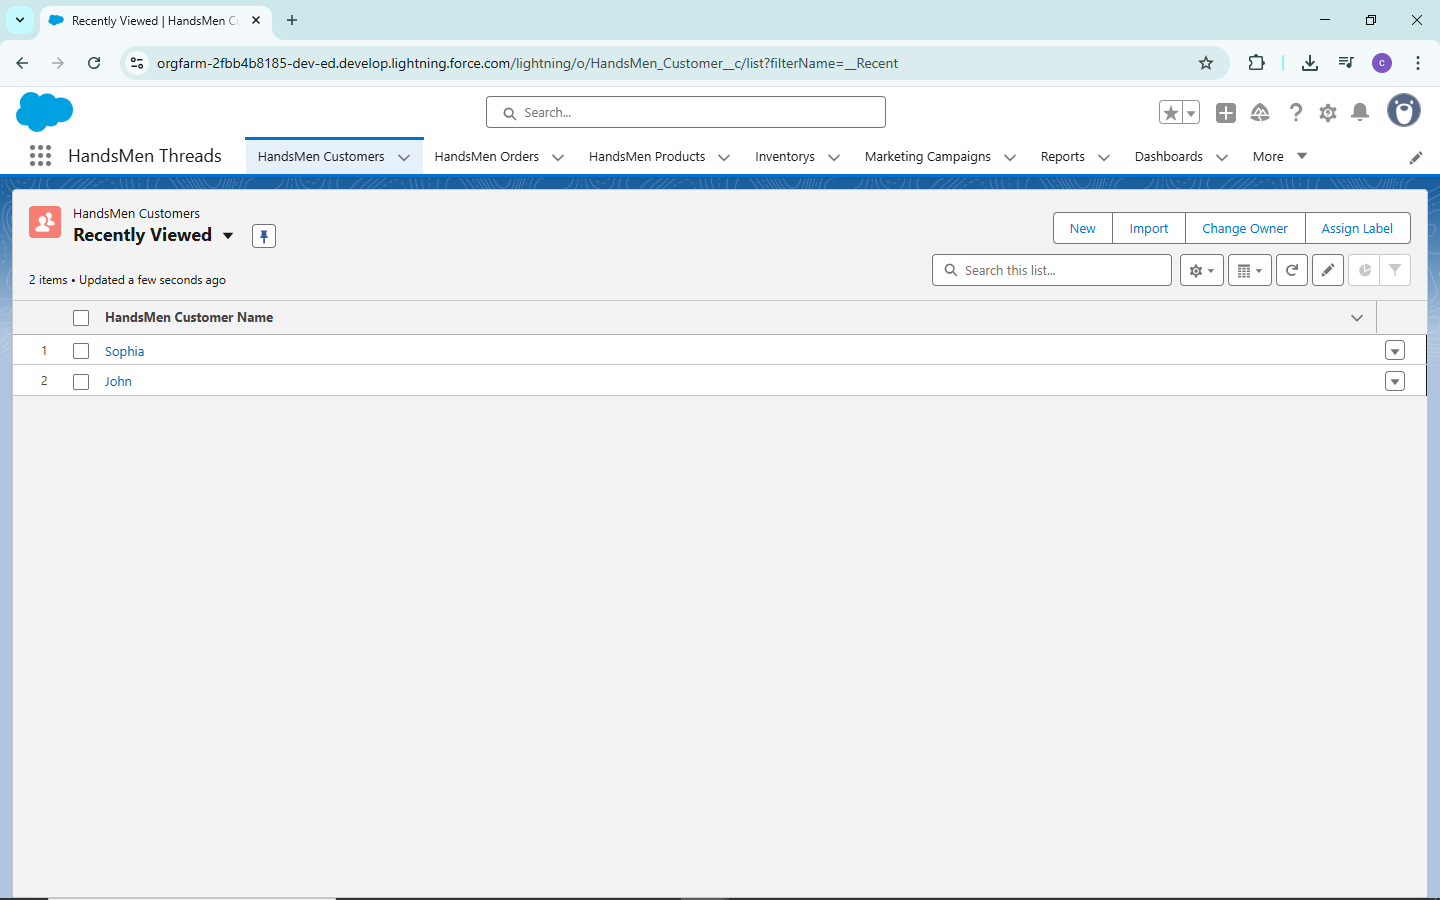 Recently Viewed | HandsMen C
orgfarm-2fbb4b8185-dev-ed.develop.lightning.force.com/lightning/o/HandsMen_Customer__c/list?filterName=__Recent
c
Search...
HandsMen Threads
HandsMen Customers
HandsMen Orders
HandsMen Products
Inventorys
Marketing Campaigns
Reports
Dashboards
More
HandsMen Customers
Recently Viewed
New
Import
Change Owner
Assign Label
2 items • Updated a few seconds ago
Search this list...
HandsMen Customer Name
1 Sophia
2 John